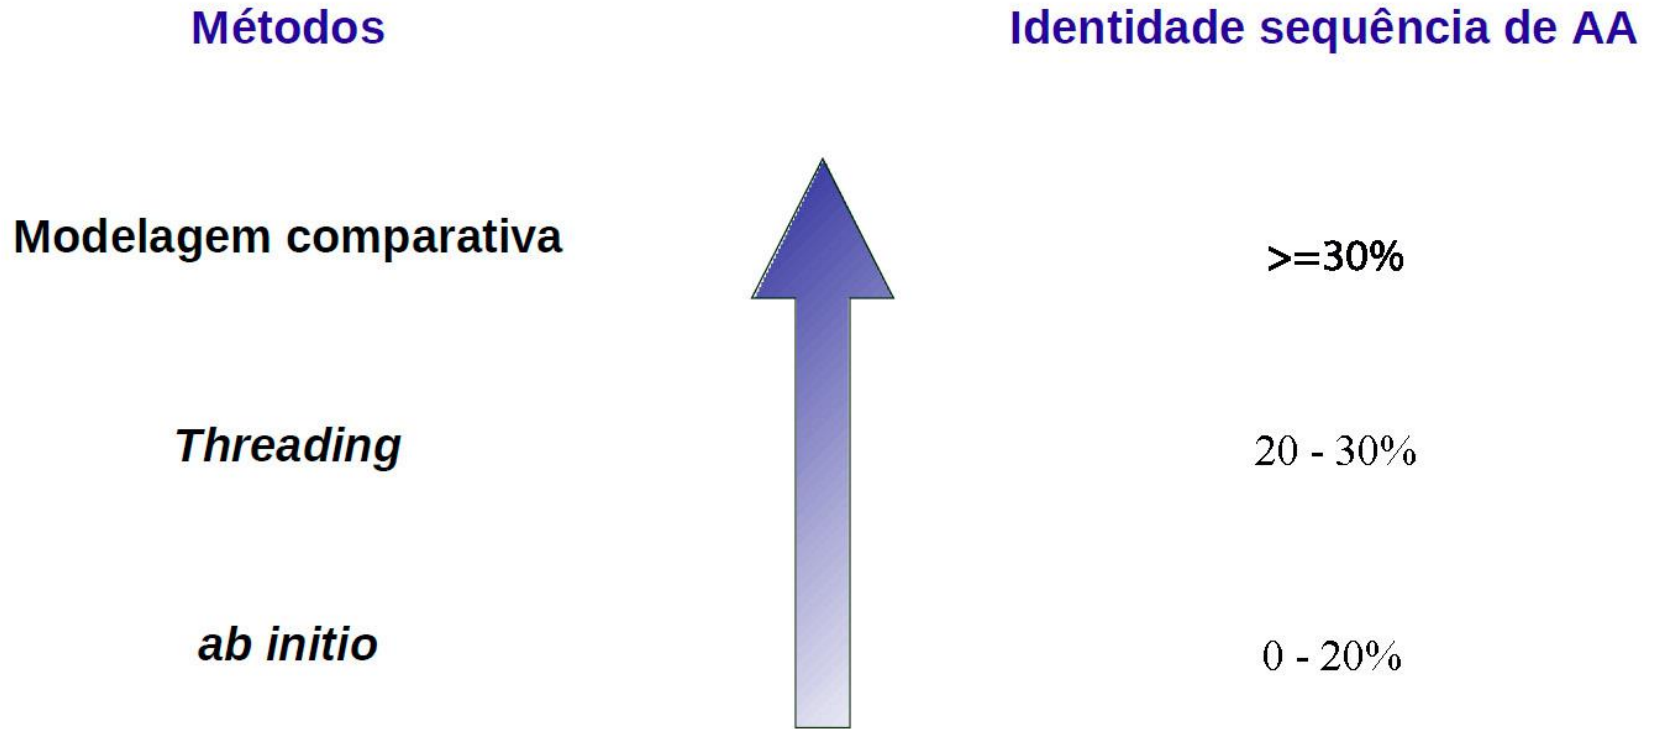 Métodos
Identidade sequência de AA
Modelagem comparativa
>=30%
Threading
20 - 30%
ab initio
0 - 20%